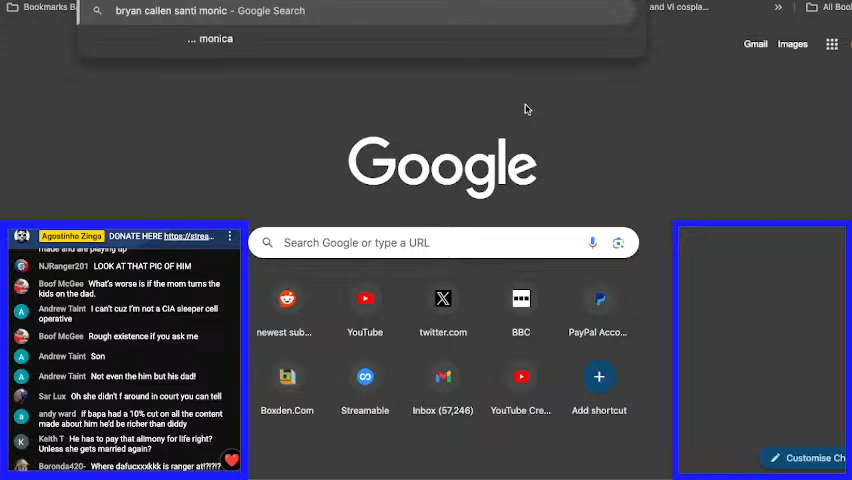 Bookmarks Ba
and Vi cospla...
»
All Boo
bryan callen santi monic - Google Search
... monica
Gmail
Images
Google
Search Google or type a URL
newest sub...
YouTube
twitter.com
BBC
PayPal Acco...
Boxden.Com
Streamable
Inbox (57,246)
YouTube Cre...
Add shortcut
Customise Ch
Agostinho Zinga DONATE HERE https://strea...
made and are playing up
NJRanger201 LOOK AT THAT PIC OF HIM
Boof McGee What's worse is if the mom turns the
kids on the dad.
Andrew Taint I can't cuz I'm not a CIA sleeper cell
operative
Boof McGee Rough existence if you ask me
Andrew Taint Son
Andrew Taint Not even the him but his dad!
Sar Lux Oh she didn't f around in court you can tell
andy ward if bapa had a 10% cut on all the content
made about him he'd be richer than diddy
Keith T He has to pay that alimony for life right?
Unless she gets married again?
Boronda420- Where dafucxxxkkk is ranger at!?!?!?